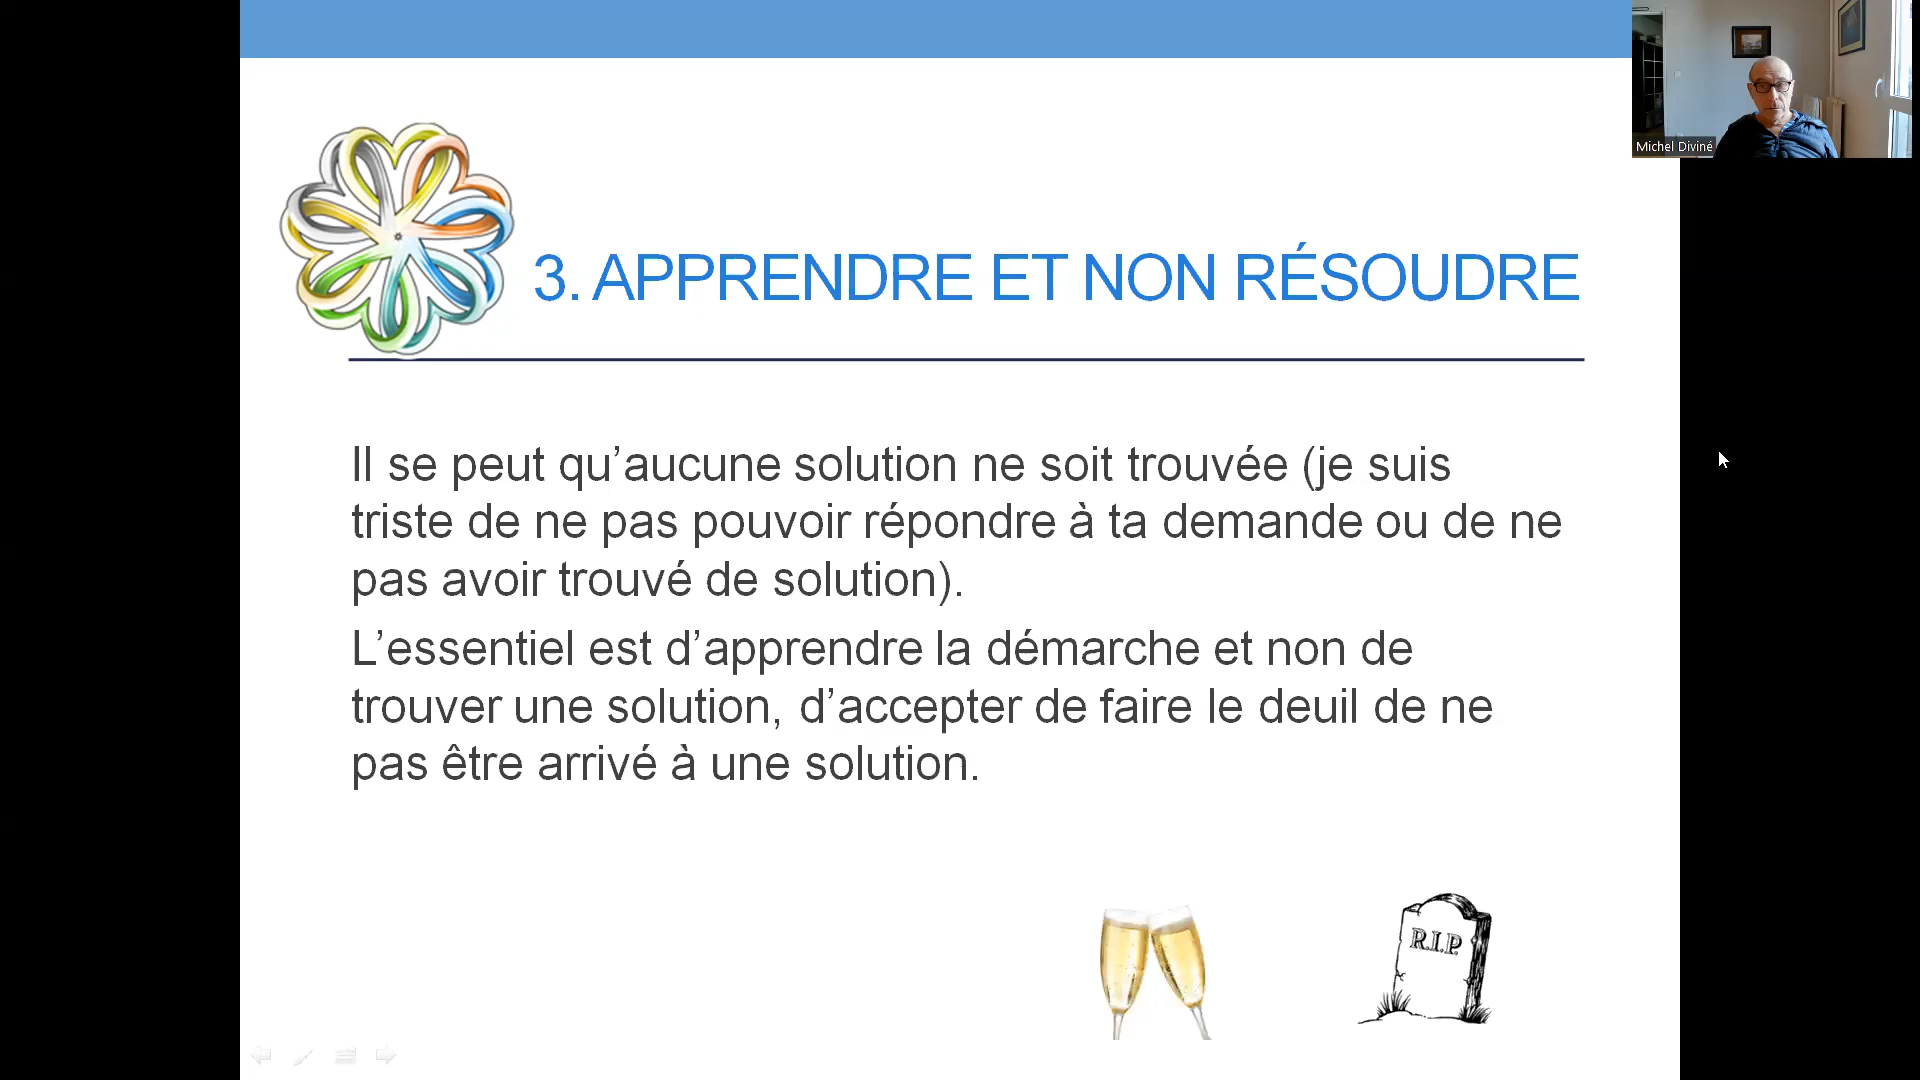 Michel Diviné
3. APPRENDRE ET NON RÉSOUDRE
Il se peut qu’aucune solution ne soit trouvée (je suis
triste de ne pas pouvoir répondre à ta demande ou de ne
pas avoir trouvé de solution).
L’essentiel est d’apprendre la démarche et non de
trouver une solution, d’accepter de faire le deuil de ne
pas être arrivé à une solution.
R.I.P.